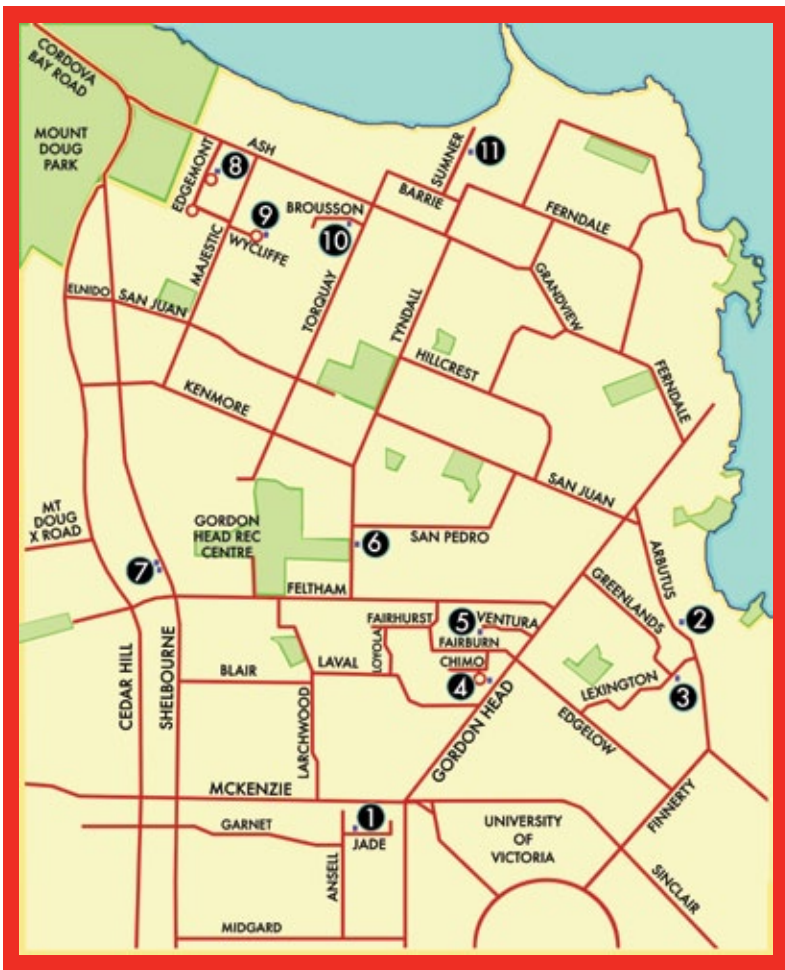 CORDOVA
BAY ROAD
MOUNT
DOUG
PARK
EDGEMONT
8
ASH
SUMNER
11
BARRIE
9
BROUSSON
10
WYCLIFFE
MAJESTIC
FERNDALE
ELNIDO
SAN JUAN
TORQUAY
TYNDALL
GRANDVIEW
HILLCREST
FERNDALE
KENMORE
SAN JUAN
MT
DOUG
X ROAD
GORDON
HEAD REC
CENTRE
6
SAN PEDRO
7
FELTHAM
ARBUTUS
GREENLANDS
2
FAIRHURST
5
VENTURA
FAIRBURN
LOYOLA
CHIMO
4
BLAIR
LAVAL
LEXINGTON
3
CEDAR HILL
SHELBOURNE
LARCHWOOD
GORDON HEAD
EDGELOW
MCKENZIE
FINNERTY
1
GARNET
JADE
ANSELL
UNIVERSITY
OF
VICTORIA
SINCLAIR
MIDGARD